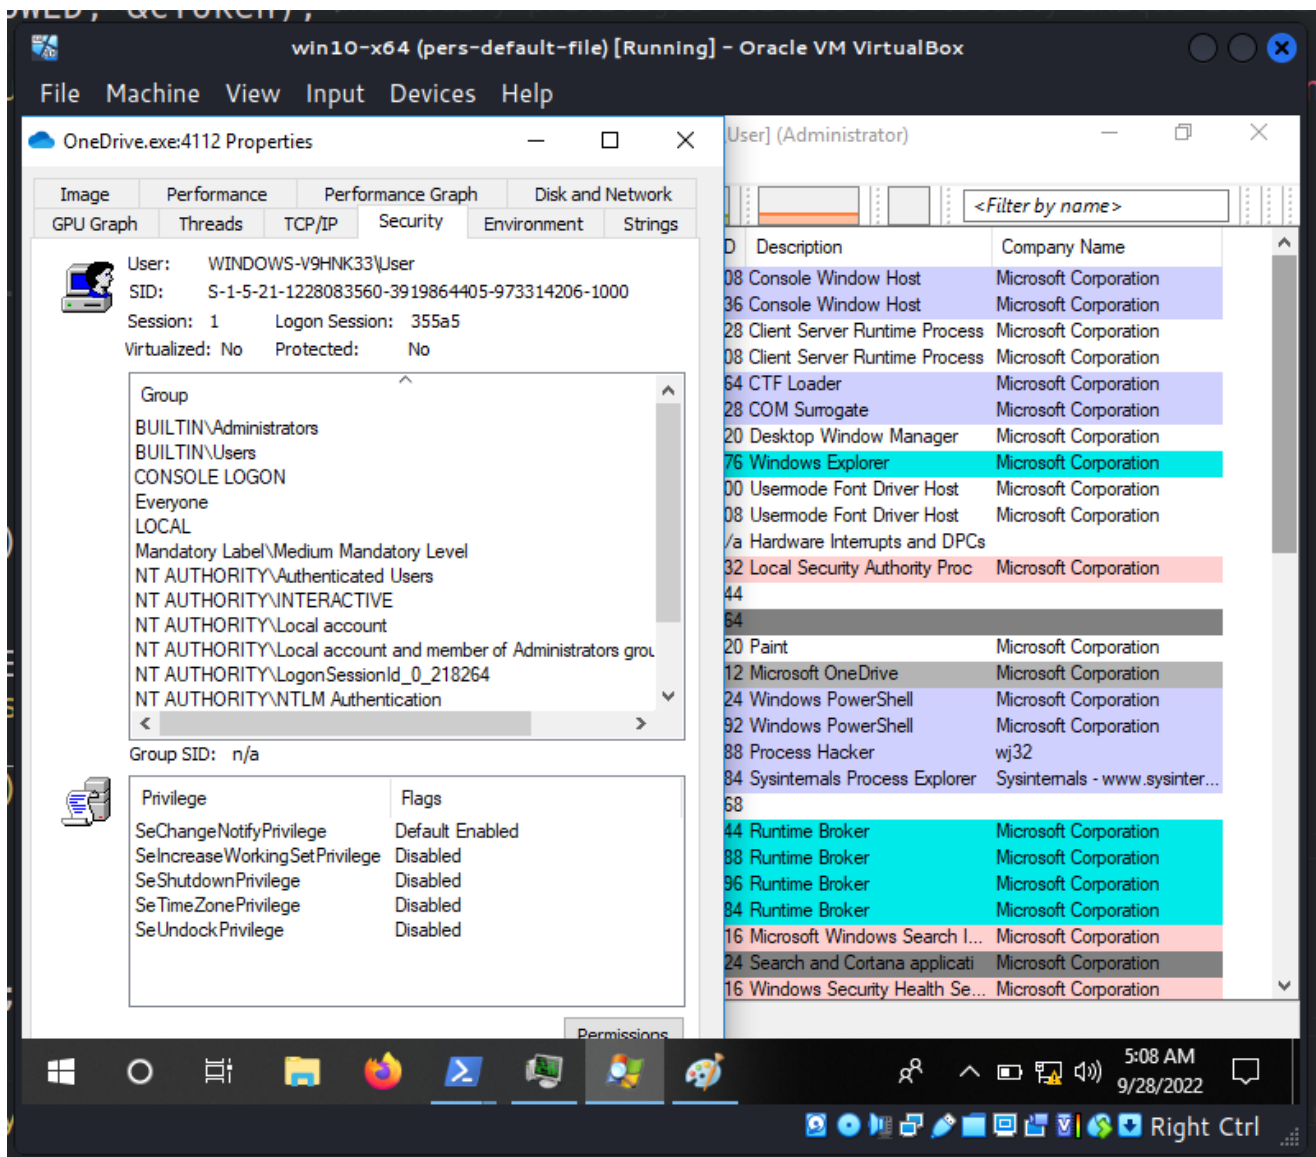 win10-x64 (pers-default-file) [Running] - Oracle VM VirtualBox
File Machine View Input Devices Help
OneDrive.exe:4112 Properties
Image Performance Performance Graph Disk and Network
GPU Graph Threads TCP/IP Security Environment Strings
User: WINDOWS-V9HNK33\User
SID: S-1-5-21-1228083560-3919864405-973314206-1000
Session: 1 Logon Session: 355a5
Virtualized: No Protected: No
Group
BUILTIN\Administrators
BUILTIN\Users
CONSOLE LOGON
Everyone
LOCAL
Mandatory Label\Medium Mandatory Level
NT AUTHORITY\Authenticated Users
NT AUTHORITY\INTERACTIVE
NT AUTHORITY\Local account
NT AUTHORITY\Local account and member of Administrators grou
NT AUTHORITY\LogonSessionId_0_218264
NT AUTHORITY\NTLM Authentication
Group SID: n/a
Privilege Flags
SeChangeNotifyPrivilege Default Enabled
SeIncreaseWorkingSetPrivilege Disabled
SeShutdownPrivilege Disabled
SeTimeZonePrivilege Disabled
SeUndockPrivilege Disabled
Permissions
User] (Administrator)
<Filter by name>
D Description Company Name
08 Console Window Host Microsoft Corporation
36 Console Window Host Microsoft Corporation
28 Client Server Runtime Process Microsoft Corporation
08 Client Server Runtime Process Microsoft Corporation
64 CTF Loader Microsoft Corporation
28 COM Surrogate Microsoft Corporation
20 Desktop Window Manager Microsoft Corporation
76 Windows Explorer Microsoft Corporation
00 Usermode Font Driver Host Microsoft Corporation
08 Usermode Font Driver Host Microsoft Corporation
/a Hardware Interrupts and DPCs
32 Local Security Authority Proc Microsoft Corporation
44
64
20 Paint Microsoft Corporation
12 Microsoft OneDrive Microsoft Corporation
24 Windows PowerShell Microsoft Corporation
92 Windows PowerShell Microsoft Corporation
88 Process Hacker wj32
84 Sysinternals Process Explorer Sysinternals - www.sysinter...
68
44 Runtime Broker Microsoft Corporation
88 Runtime Broker Microsoft Corporation
96 Runtime Broker Microsoft Corporation
84 Runtime Broker Microsoft Corporation
16 Microsoft Windows Search I... Microsoft Corporation
24 Search and Cortana applicati Microsoft Corporation
16 Windows Security Health Se... Microsoft Corporation
5:08 AM
9/28/2022
Right Ctrl